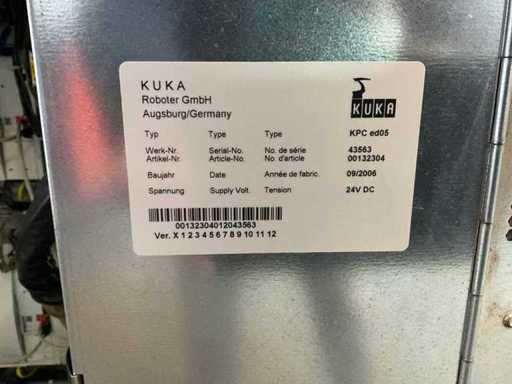 KUKA
Roboter GmbH
Augsburg/Germany
KUKA
Typ Type Type KPC ed05
Werk-Nr. Serial-No. No. de série 43563
Artikel-Nr. Article-No. No. d'article 00132304
Baujahr Date Année de fabric. 09/2006
Spannung Supply Volt. Tension 24V DC
00132304012043563
Ver. X 1 2 3 4 5 6 7 8 9 10 11 12